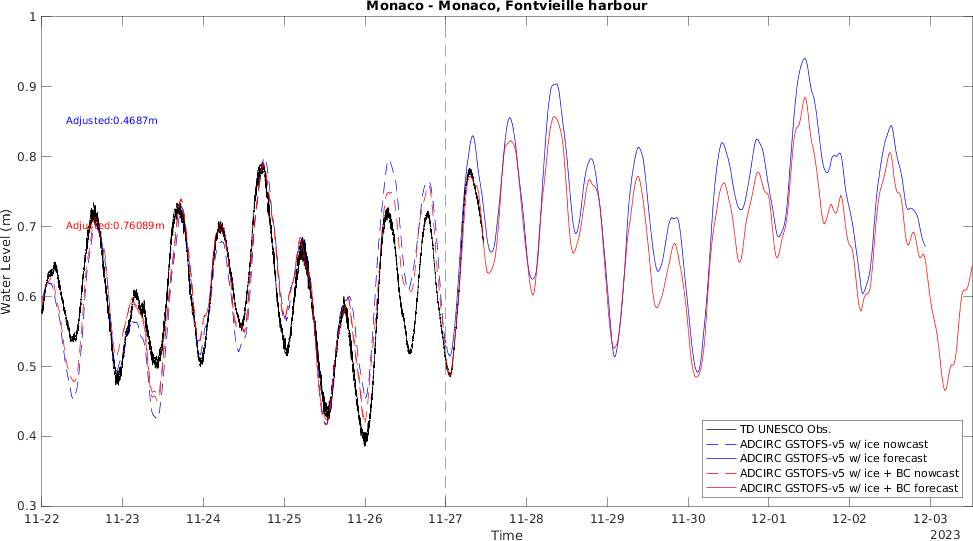 Monaco - Monaco, Fontvieille harbour
Water Level (m)
1
0.9
0.8
0.7
0.6
0.5
0.4
0.3
Adjusted:0.4687m
Adjusted:0.76089m
TD UNESCO Obs.
ADCIRC GSTOFS-v5 w/ ice nowcast
ADCIRC GSTOFS-v5 w/ ice forecast
ADCIRC GSTOFS-v5 w/ ice + BC nowcast
ADCIRC GSTOFS-v5 w/ ice + BC forecast
11-22 11-23 11-24 11-25 11-26 11-27 11-28 11-29 11-30 12-01 12-02 12-03
Time
2023